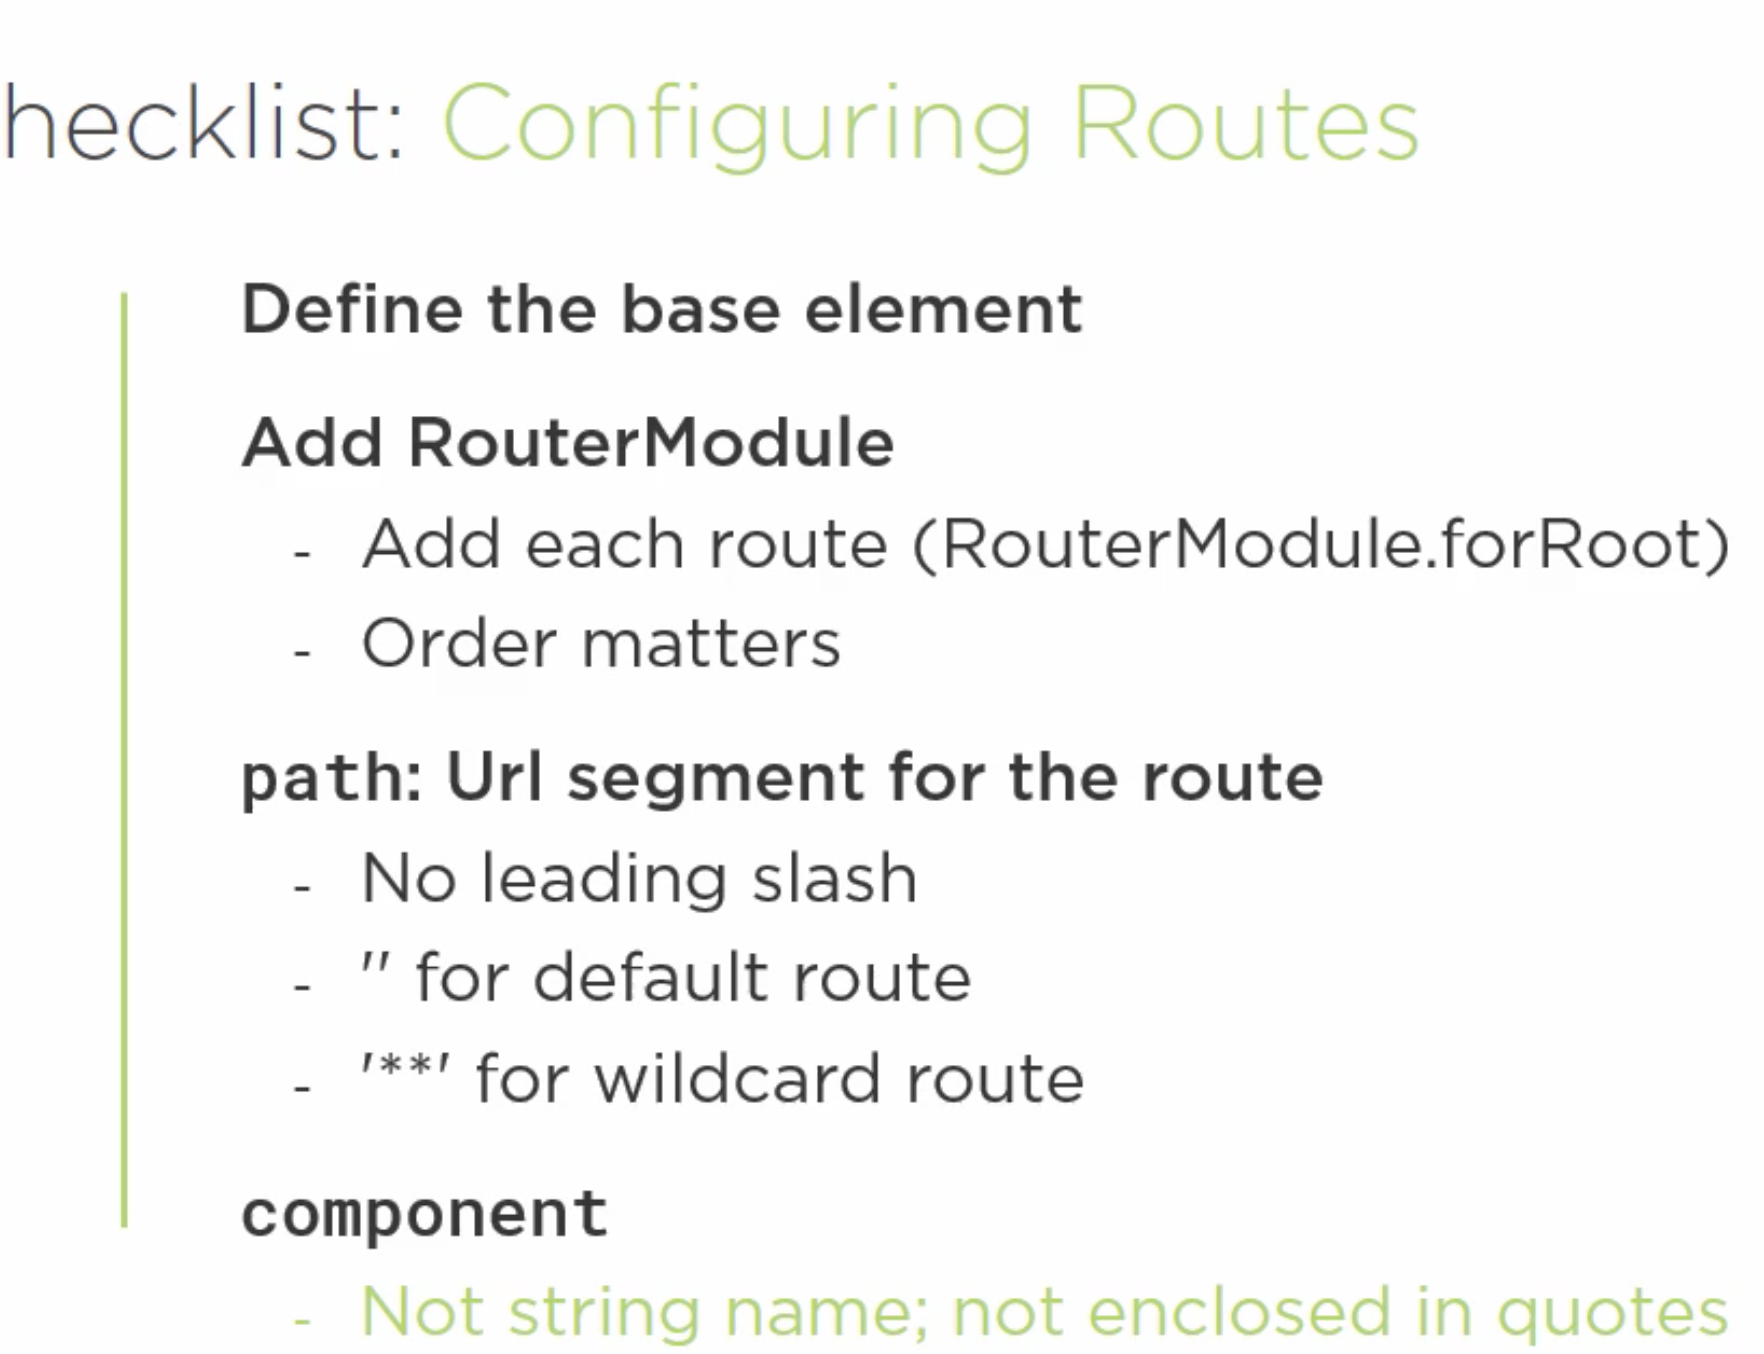 hecklist: Configuring Routes
Define the base element
Add RouterModule
- Add each route (RouterModule.forRoot)
- Order matters
path: Url segment for the route
- No leading slash
- '' for default route
- '**' for wildcard route
component
- Not string name; not enclosed in quotes